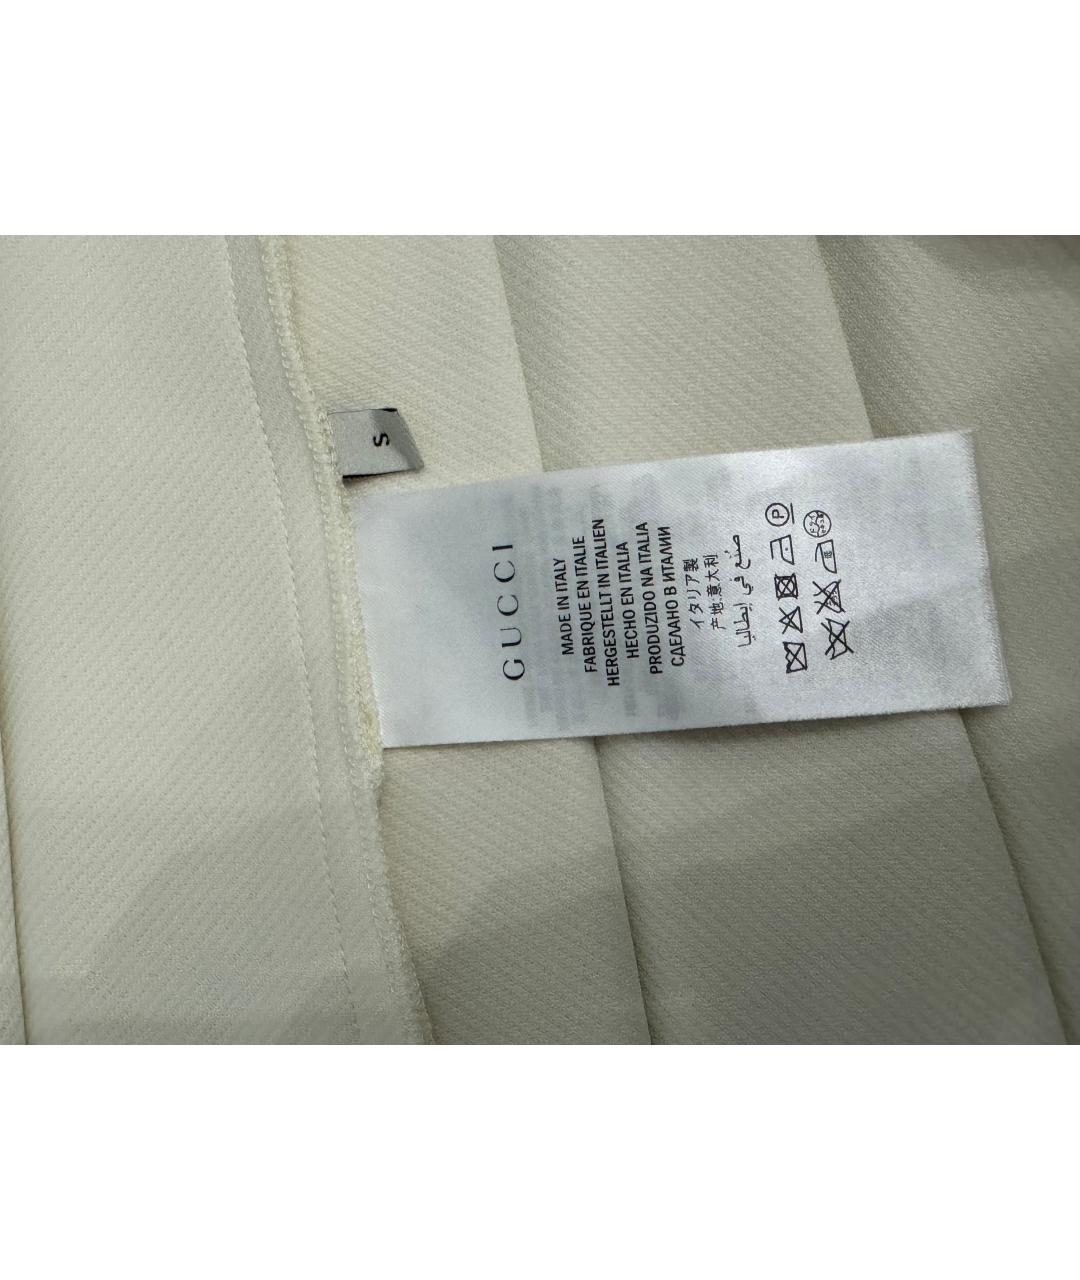 S
GUCCI
MADE IN ITALY
FABRIQUE EN ITALIE
HERGESTELLT IN ITALIEN
HECHO EN ITALIA
PRODUZIDO NA ITALIA
СДЕЛАНО В ИТАЛИИ
イタリア製
产地:意大利
صنع في إيطاليا
P